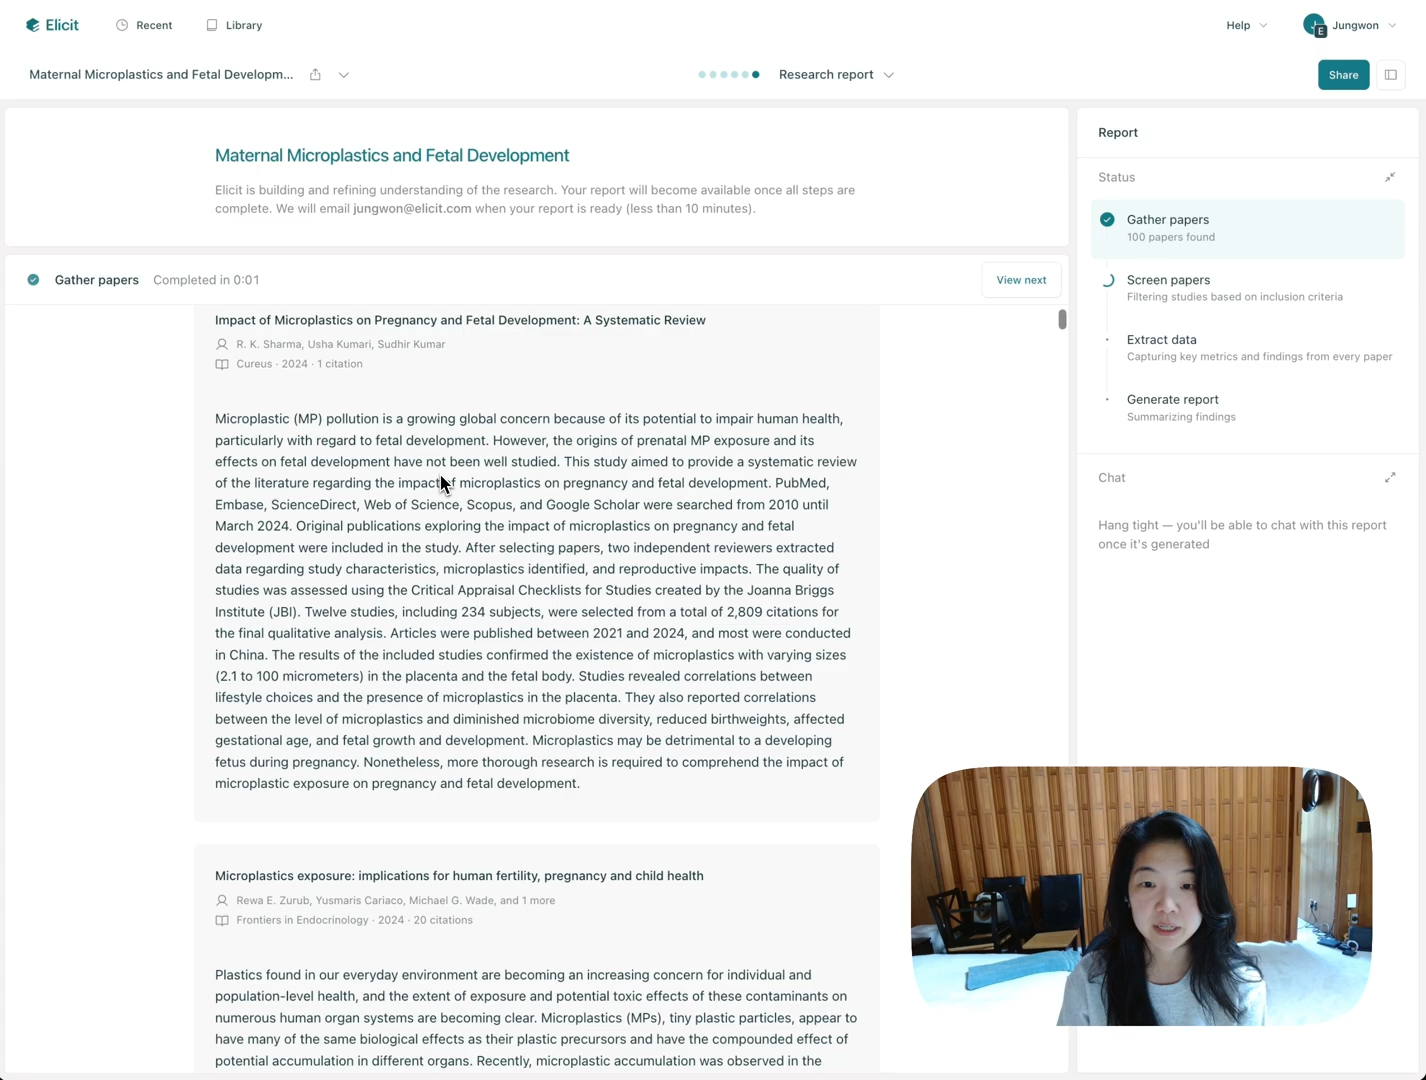 Elicit
Recent
Library
Help
J
E
Jungwon
Maternal Microplastics and Fetal Developm...
Research report
Share
Maternal Microplastics and Fetal Development
Elicit is building and refining understanding of the research. Your report will become available once all steps are
complete. We will email jungwon@elicit.com when your report is ready (less than 10 minutes).
Gather papers
Completed in 0:01
View next
Impact of Microplastics on Pregnancy and Fetal Development: A Systematic Review
R. K. Sharma, Usha Kumari, Sudhir Kumar
Cureus · 2024 · 1 citation
Microplastic (MP) pollution is a growing global concern because of its potential to impair human health,
particularly with regard to fetal development. However, the origins of prenatal MP exposure and its
effects on fetal development have not been well studied. This study aimed to provide a systematic review
of the literature regarding the impact of microplastics on pregnancy and fetal development. PubMed,
Embase, ScienceDirect, Web of Science, Scopus, and Google Scholar were searched from 2010 until
March 2024. Original publications exploring the impact of microplastics on pregnancy and fetal
development were included in the study. After selecting papers, two independent reviewers extracted
data regarding study characteristics, microplastics identified, and reproductive impacts. The quality of
studies was assessed using the Critical Appraisal Checklists for Studies created by the Joanna Briggs
Institute (JBI). Twelve studies, including 234 subjects, were selected from a total of 2,809 citations for
the final qualitative analysis. Articles were published between 2021 and 2024, and most were conducted
in China. The results of the included studies confirmed the existence of microplastics with varying sizes
(2.1 to 100 micrometers) in the placenta and the fetal body. Studies revealed correlations between
lifestyle choices and the presence of microplastics in the placenta. They also reported correlations
between the level of microplastics and diminished microbiome diversity, reduced birthweights, affected
gestational age, and fetal growth and development. Microplastics may be detrimental to a developing
fetus during pregnancy. Nonetheless, more thorough research is required to comprehend the impact of
microplastic exposure on pregnancy and fetal development.
Microplastics exposure: implications for human fertility, pregnancy and child health
Rewa E. Zurub, Yusmaris Cariaco, Michael G. Wade, and 1 more
Frontiers in Endocrinology · 2024 · 20 citations
Plastics found in our everyday environment are becoming an increasing concern for individual and
population-level health, and the extent of exposure and potential toxic effects of these contaminants on
numerous human organ systems are becoming clear. Microplastics (MPs), tiny plastic particles, appear to
have many of the same biological effects as their plastic precursors and have the compounded effect of
potential accumulation in different organs. Recently, microplastic accumulation was observed in the
Report
Status
Gather papers
100 papers found
Screen papers
Filtering studies based on inclusion criteria
Extract data
Capturing key metrics and findings from every paper
Generate report
Summarizing findings
Chat
Hang tight — you'll be able to chat with this report
once it's generated